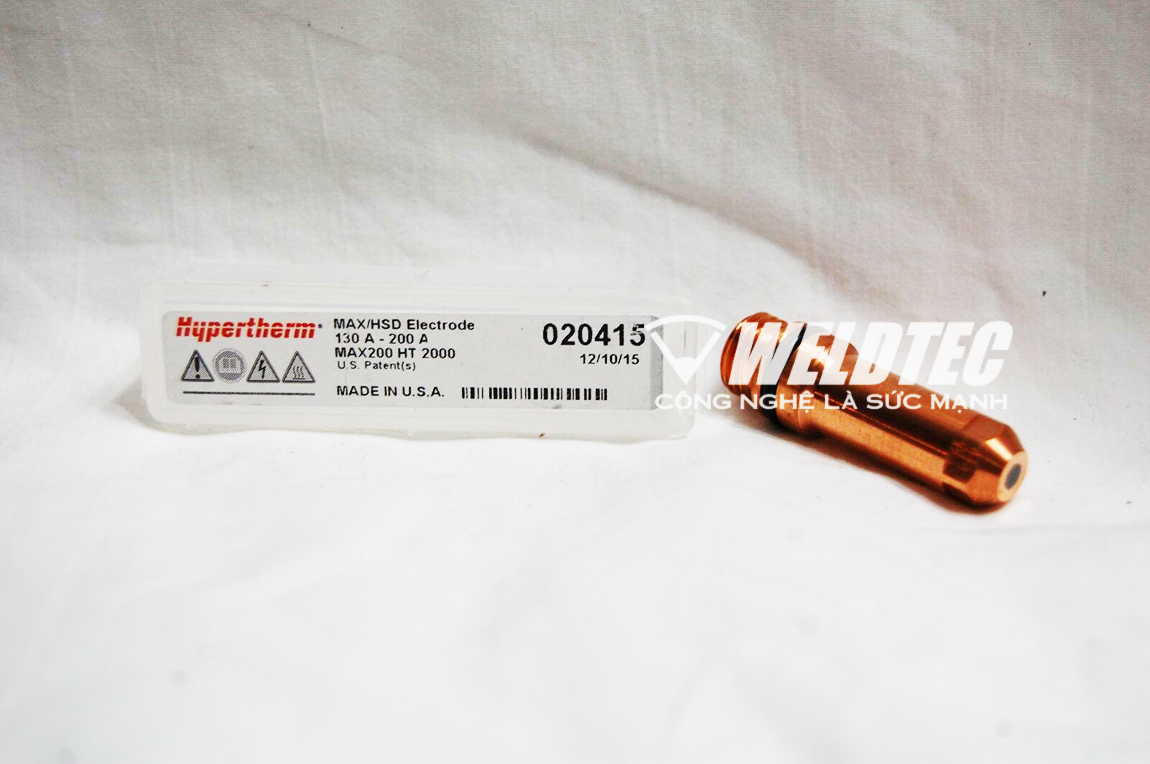 Hypertherm
MAX/HSD Electrode
130 A - 200 A
MAX200 HT 2000
U.S. Patent(s)
MADE IN U.S.A.
020415
12/10/15
WELDTEC
CÔNG NGHỆ LÀ SỨC MẠNH